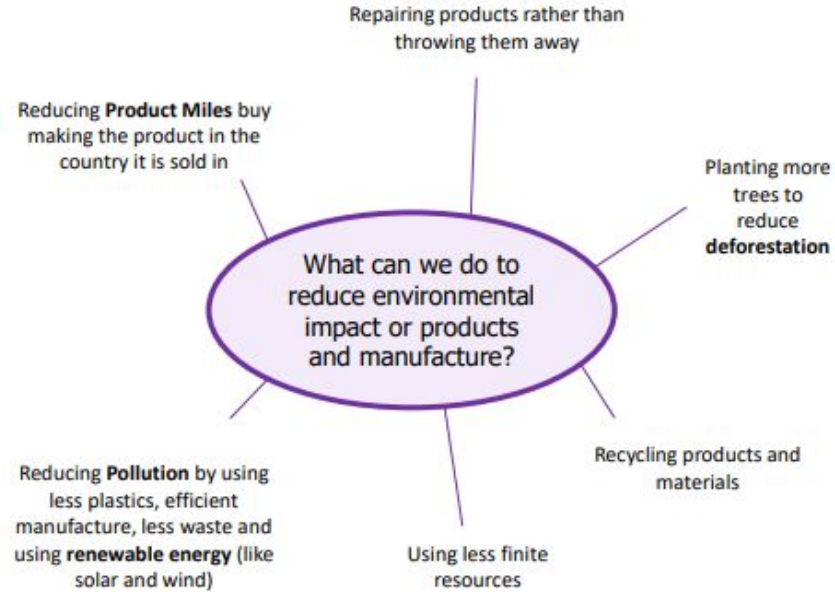 Repairing products rather than
throwing them away
Reducing Product Miles buy
making the product in the
country it is sold in
Planting more
trees to
reduce
deforestation
What can we do to
reduce environmental
impact or products
and manufacture?
Reducing Pollution by using
less plastics, efficient
manufacture, less waste and
using renewable energy (like
solar and wind)
Using less finite
resources
Recycling products and
materials